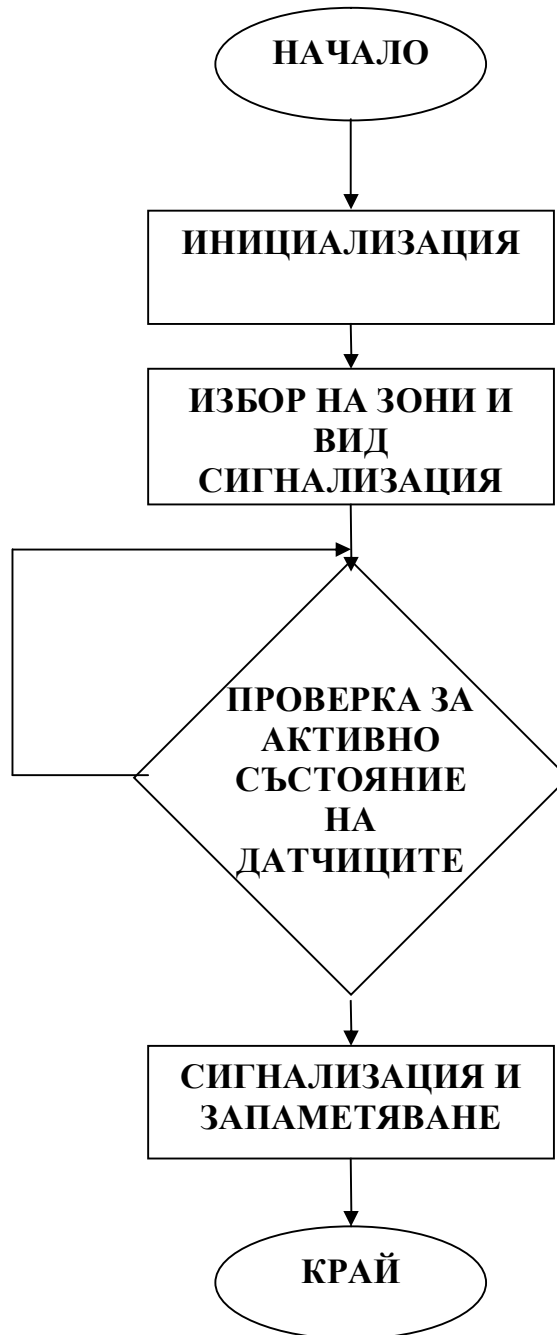 НАЧАЛО
ИНИЦИАЛИЗАЦИЯ
ИЗБОР НА ЗОНИ И
ВИД
СИГНАЛИЗАЦИЯ
ПРОВЕРКА ЗА
АКТИВНО
СЪСТОЯНИЕ
НА
ДАТЧИЦИТЕ
СИГНАЛИЗАЦИЯ И
ЗАПАМЕТЯВАНЕ
КРАЙ